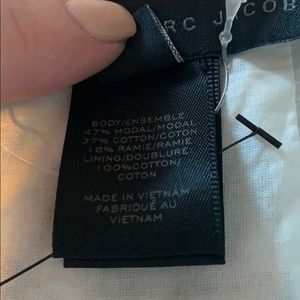 RC JACOB
BODY/ENSEMBLE
47% MODAL/MODAL
37% COTTON/COTON
16% RAMIE/RAMIE
LINING/DOUBLURE
100%COTTON/
COTON
MADE IN VIETNAM
FABRIQUÉ AU
VIETNAM